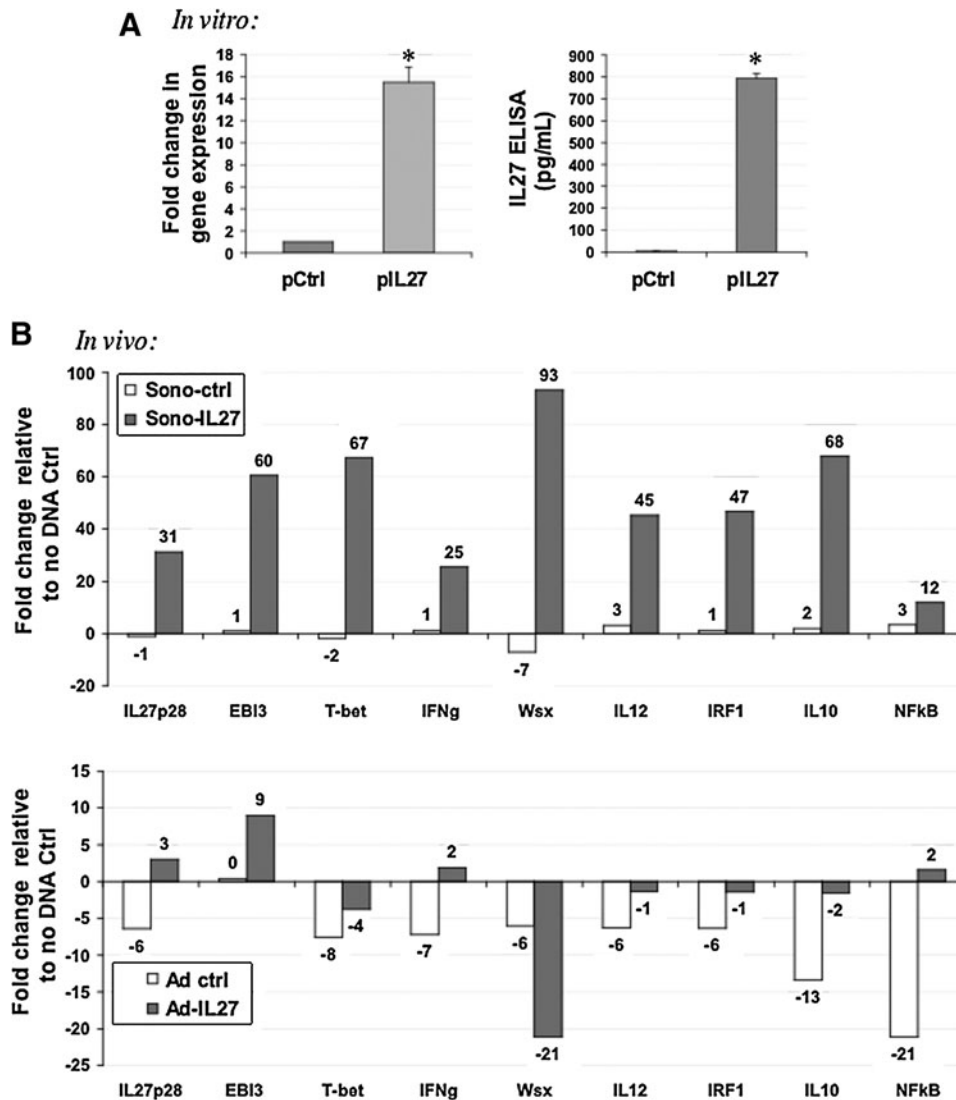 A In vitro:
Fold change in
gene expression
18
16
14
12
10
8
6
4
2
0
*
pCtrl pIL27
IL27 ELISA
(pg/mL)
900
800
700
600
500
400
300
200
100
0
*
pCtrl pIL27
B In vivo:
Fold change relative
to no DNA Ctrl
100
80
60
40
20
0
-20
Sono-ctrl
Sono-IL27
-1 31 1 60 -2 67 1 25 -7 93 3 45 1 47 2 68 3 12
IL27p28 EBI3 T-bet IFNg Wsx IL12 IRF1 IL10 NFkB
Fold change relative
to no DNA Ctrl
15
10
5
0
-5
-10
-15
-20
-25
Ad ctrl
Ad-IL27
-6 3 0 9 -8 -4 -7 2 -6 -21 -6 -1 -6 -1 -13 -2 -21 2
IL27p28 EBI3 T-bet IFNg Wsx IL12 IRF1 IL10 NFkB